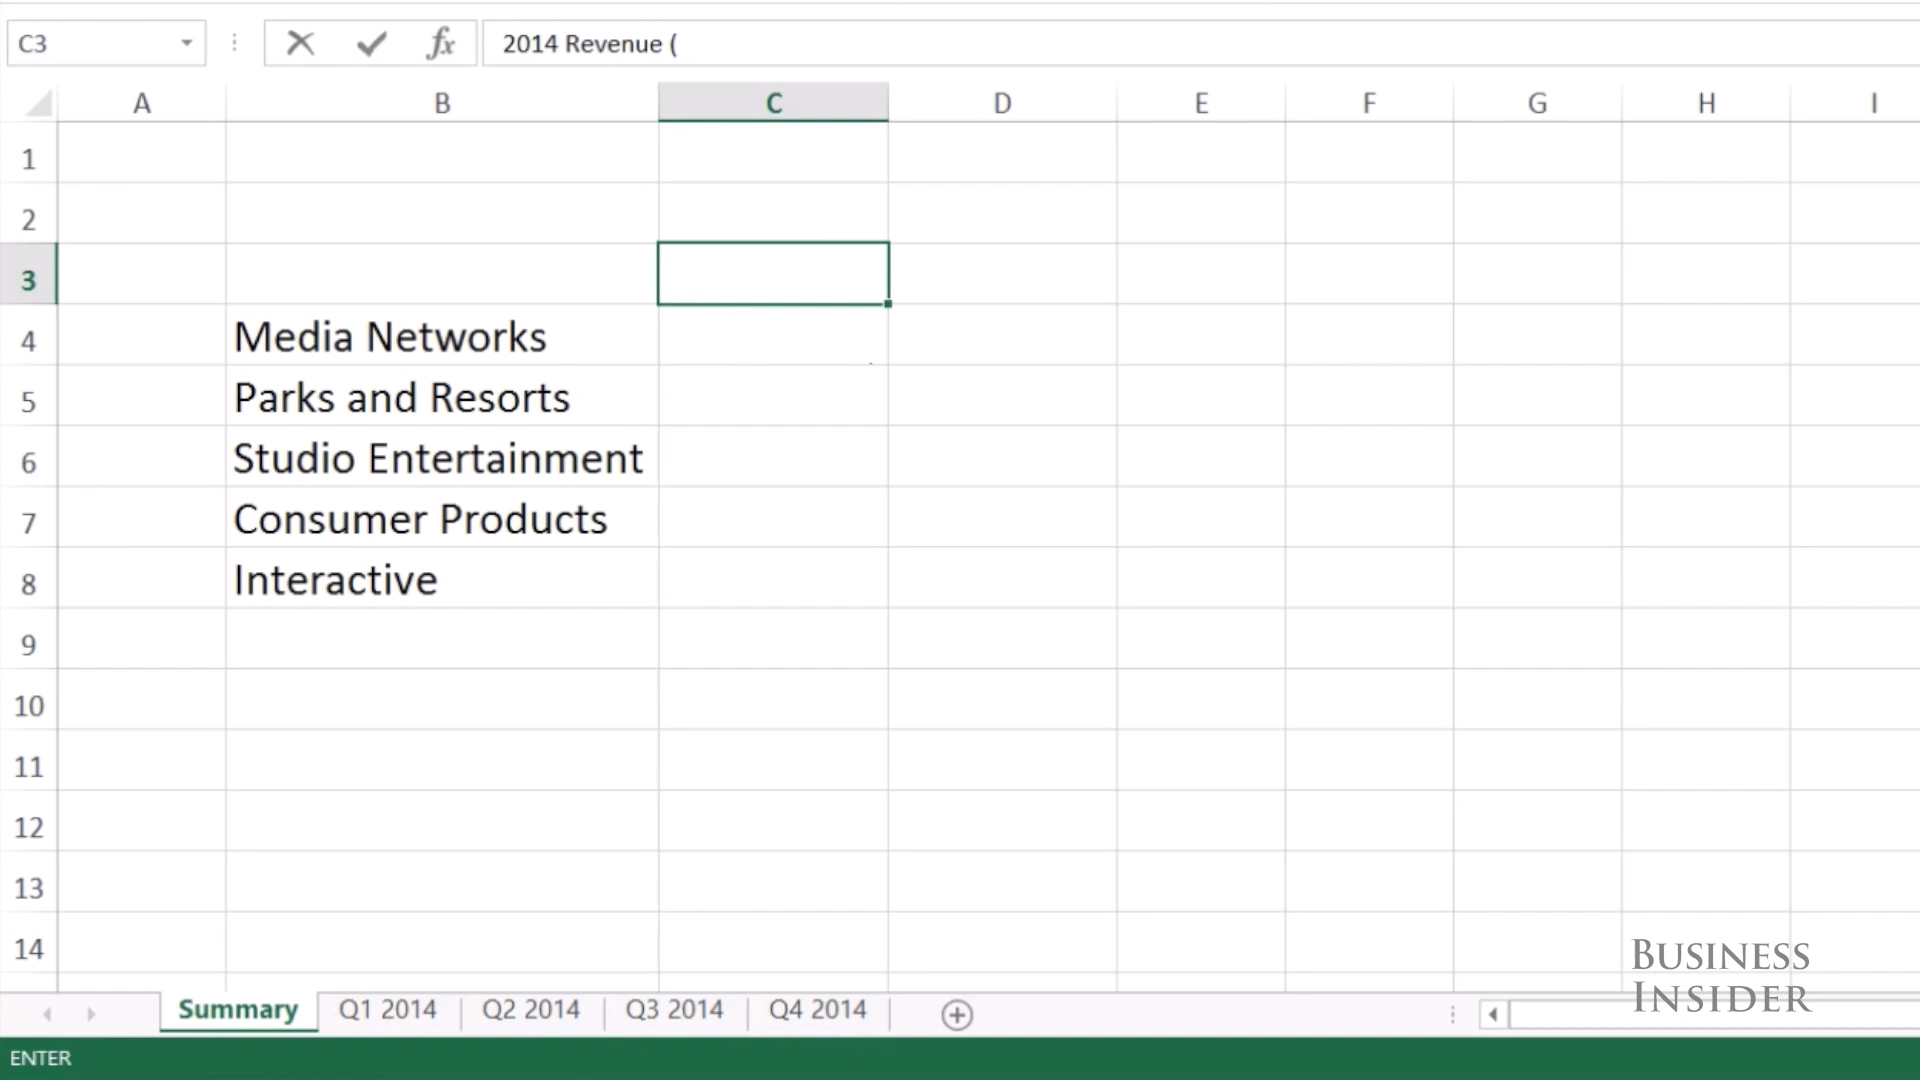 C3
fx
2014 Revenue (
A B C D E F G H I
1
2
3
4 Media Networks
5 Parks and Resorts
6 Studio Entertainment
7 Consumer Products
8 Interactive
9
10
11
12
13
14
BUSINESS
INSIDER
Summary Q1 2014 Q2 2014 Q3 2014 Q4 2014
ENTER